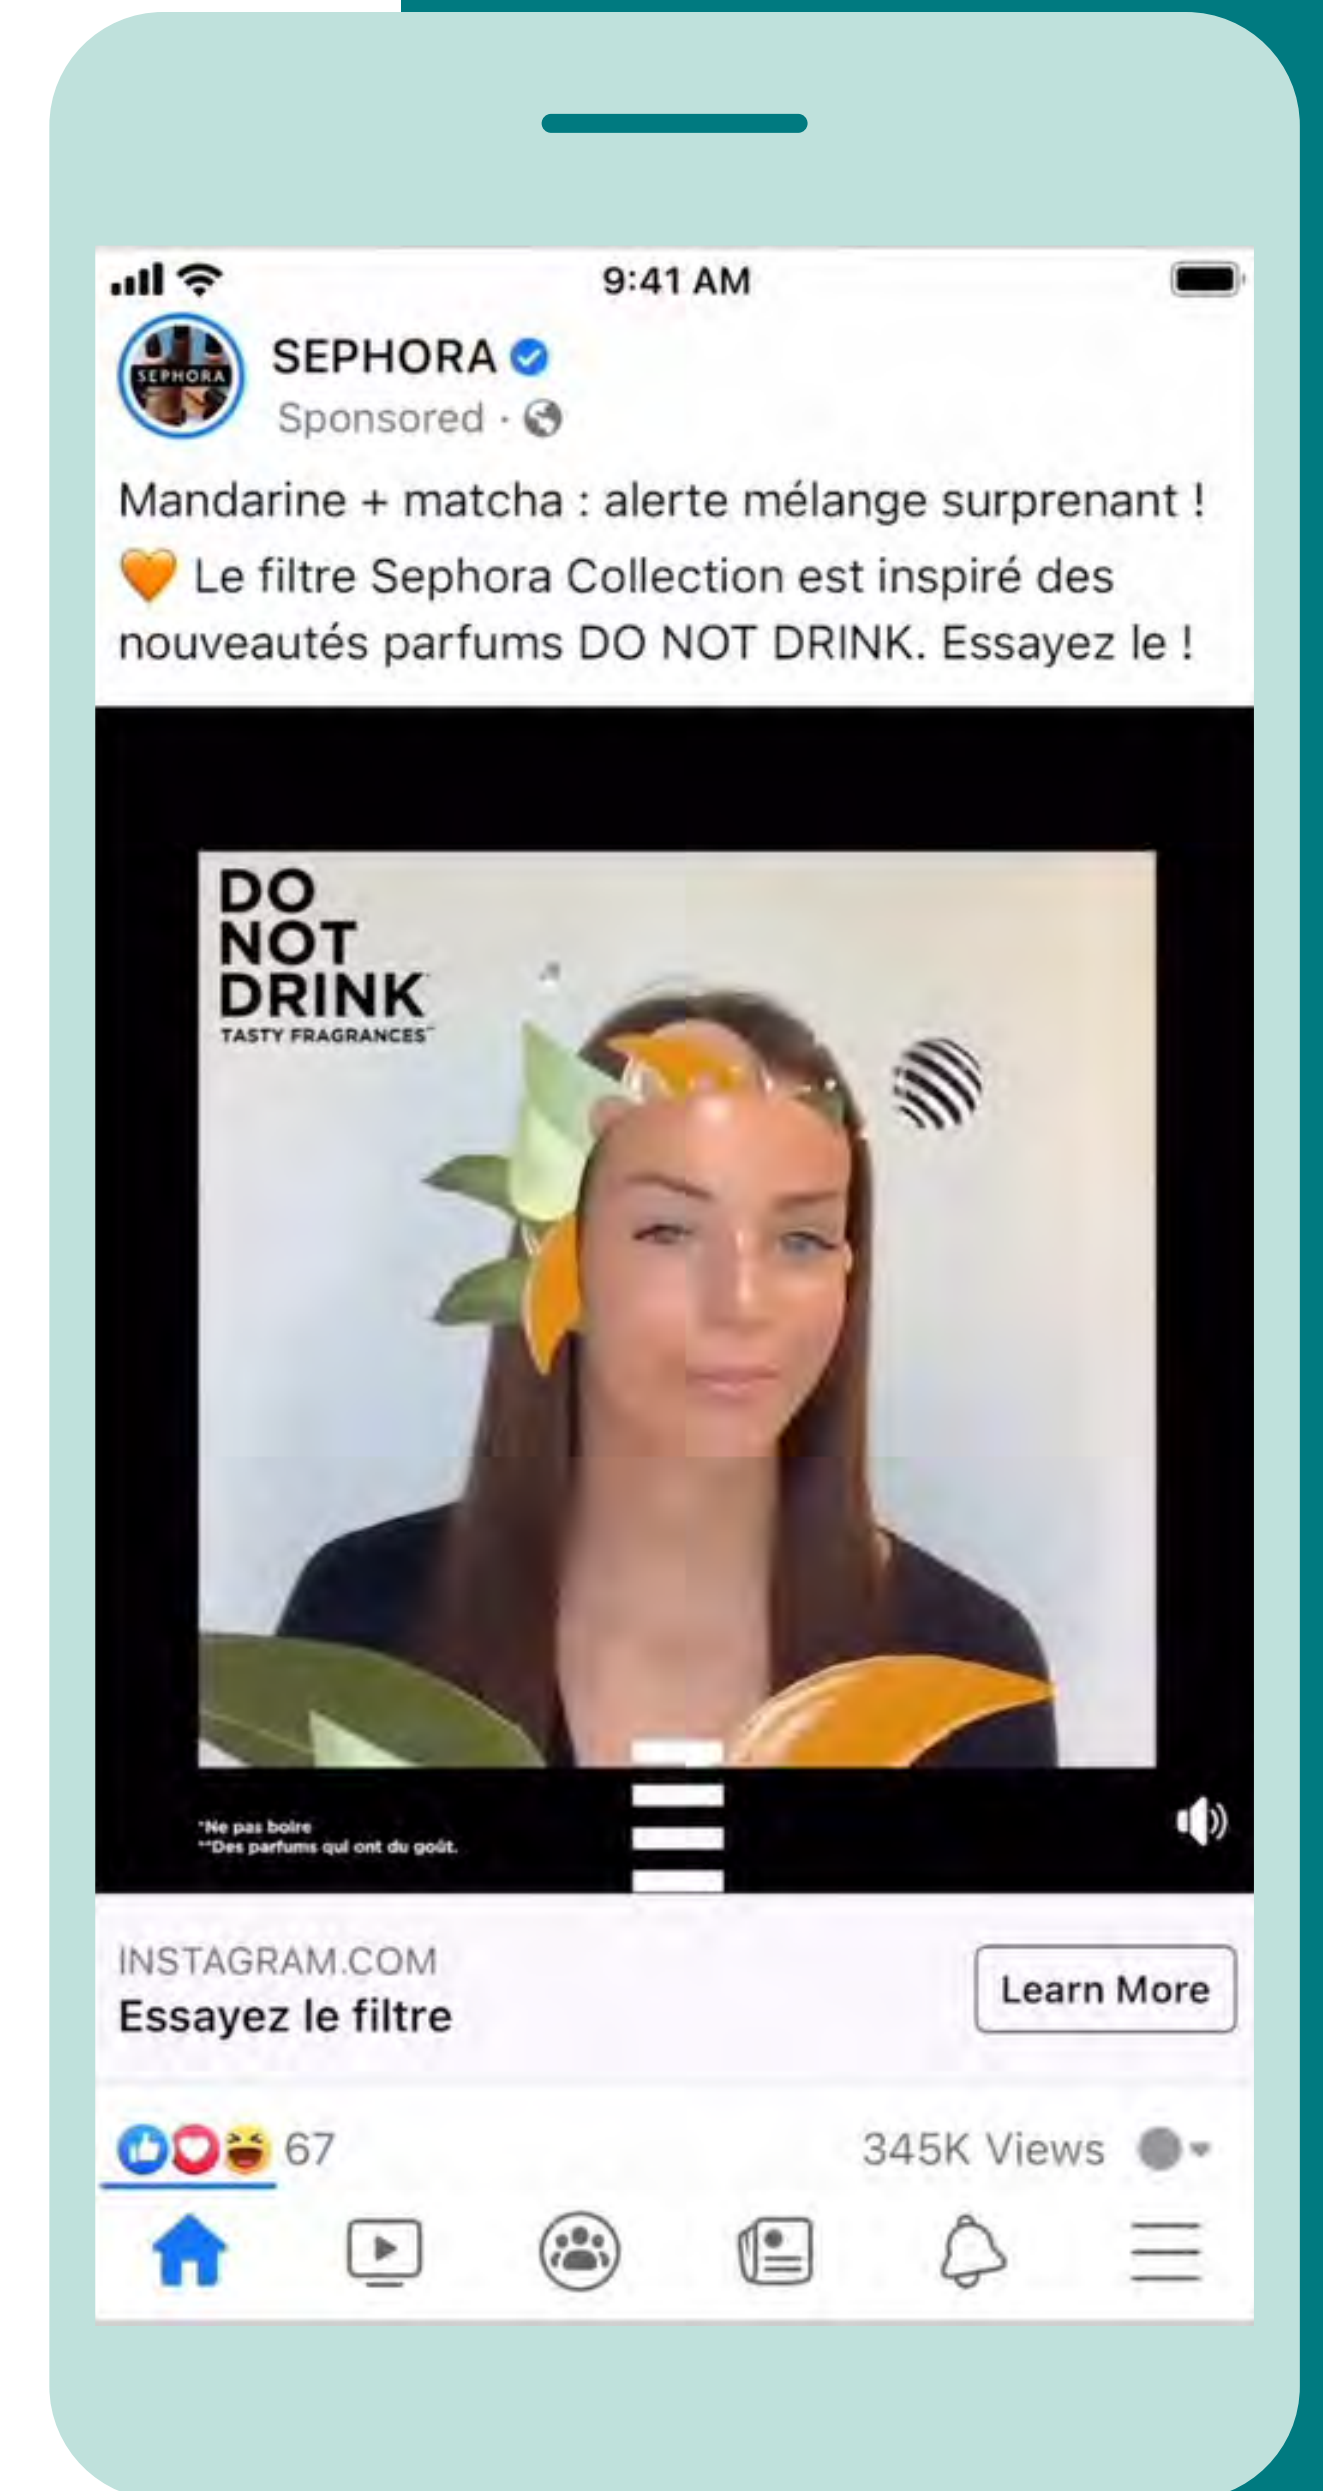 9:41 AM
SEPHORA
SEPHORA
Sponsored ·
Mandarine + matcha : alerte mélange surprenant !
🧡 Le filtre Sephora Collection est inspiré des
nouveautés parfums DO NOT DRINK. Essayez le !
DO
NOT
DRINK
TASTY FRAGRANCES™
*Ne pas boire
**Des parfums qui ont du goût.
INSTAGRAM.COM
Essayez le filtre
Learn More
67
345K Views